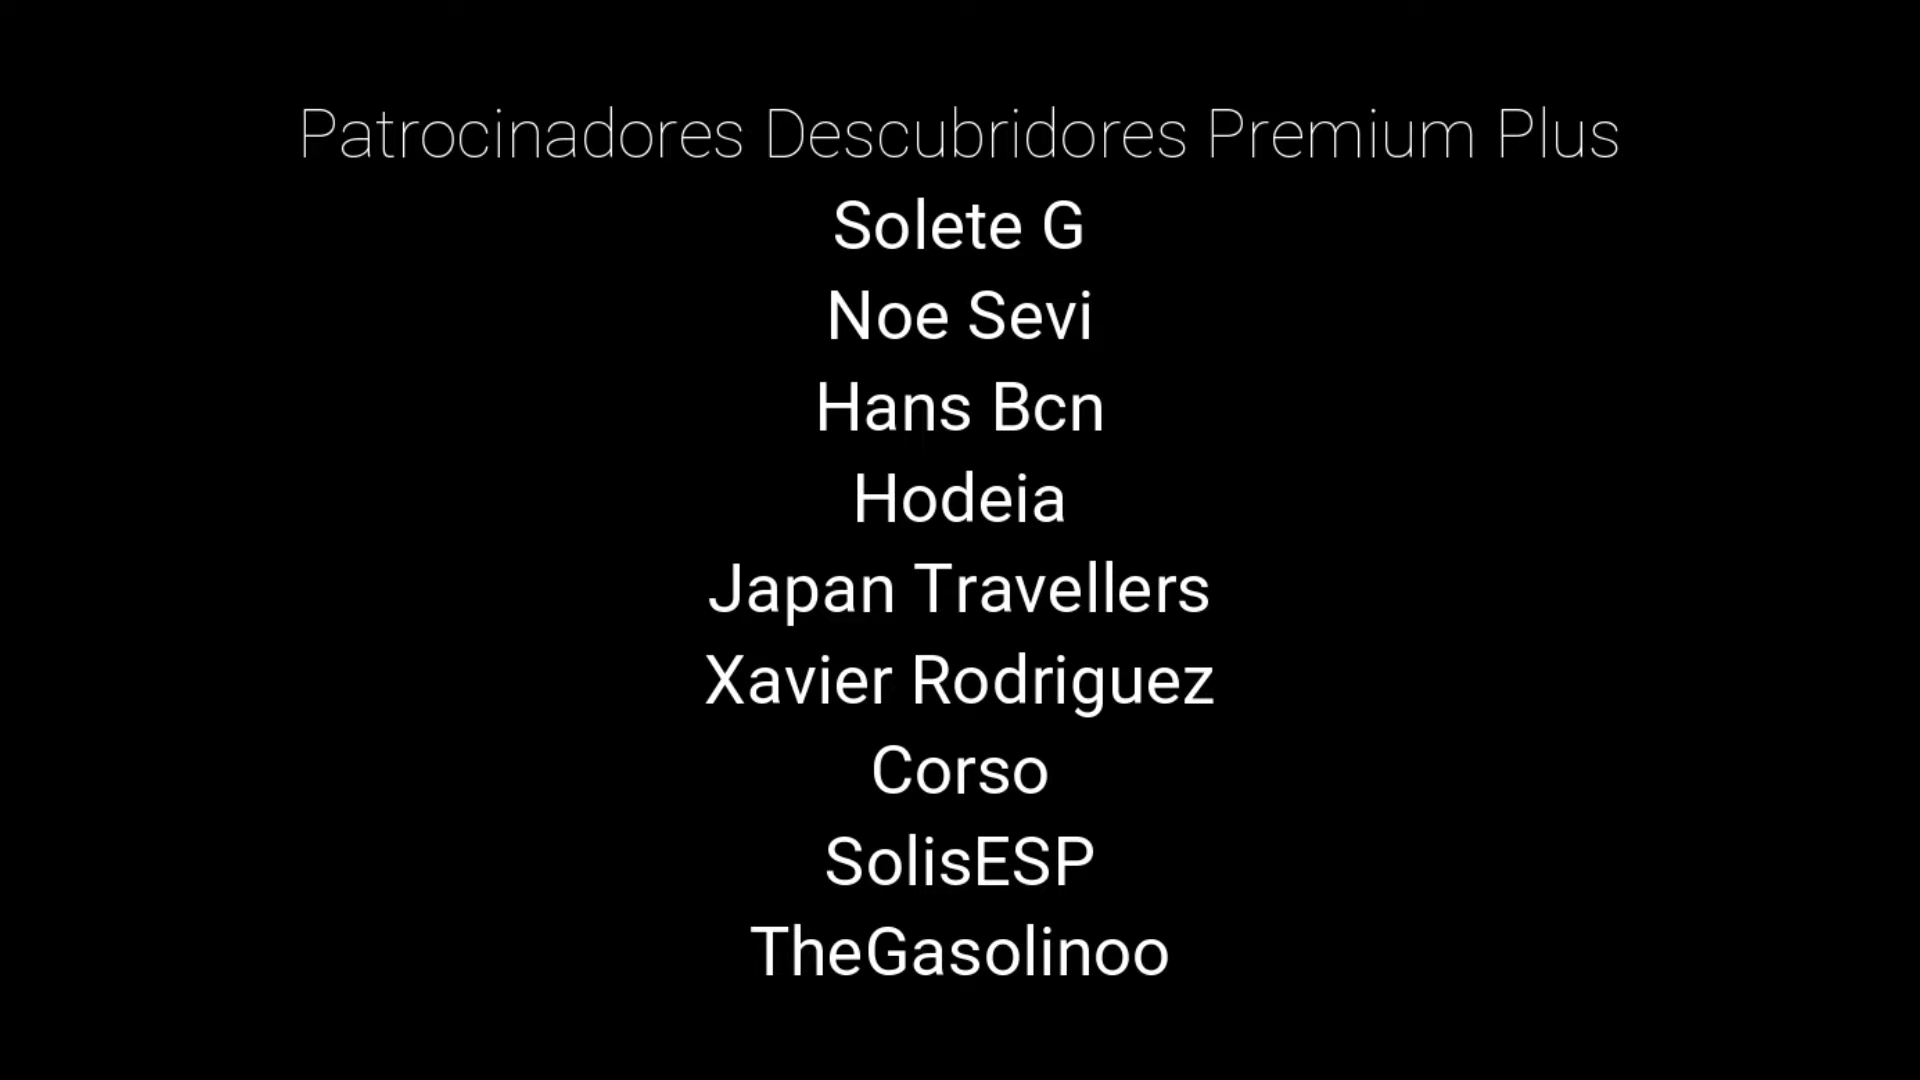 Patrocinadores Descubridores Premium Plus
Solete G
Noe Sevi
Hans Bcn
Hodeia
Japan Travellers
Xavier Rodriguez
Corso
SolisESP
TheGasolinoo